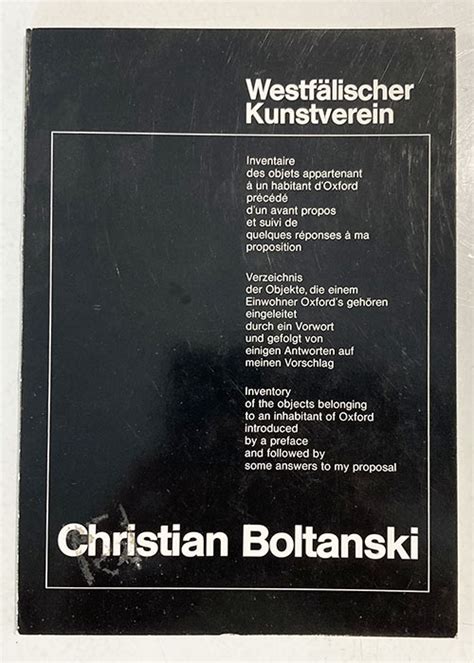 Westfälischer
Kunstverein
Inventaire
des objets appartenant
à un habitant d'Oxford
précédé
d'un avant propos
et suivi de
quelques réponses à ma
proposition
Verzeichnis
der Objekte, die einem
Einwohner Oxford's gehören
eingeleitet
durch ein Vorwort
und gefolgt von
einigen Antworten auf
meinen Vorschlag
Inventory
of the objects belonging
to an inhabitant of Oxford
introduced
by a preface
and followed by
some answers to my proposal
Christian Boltanski